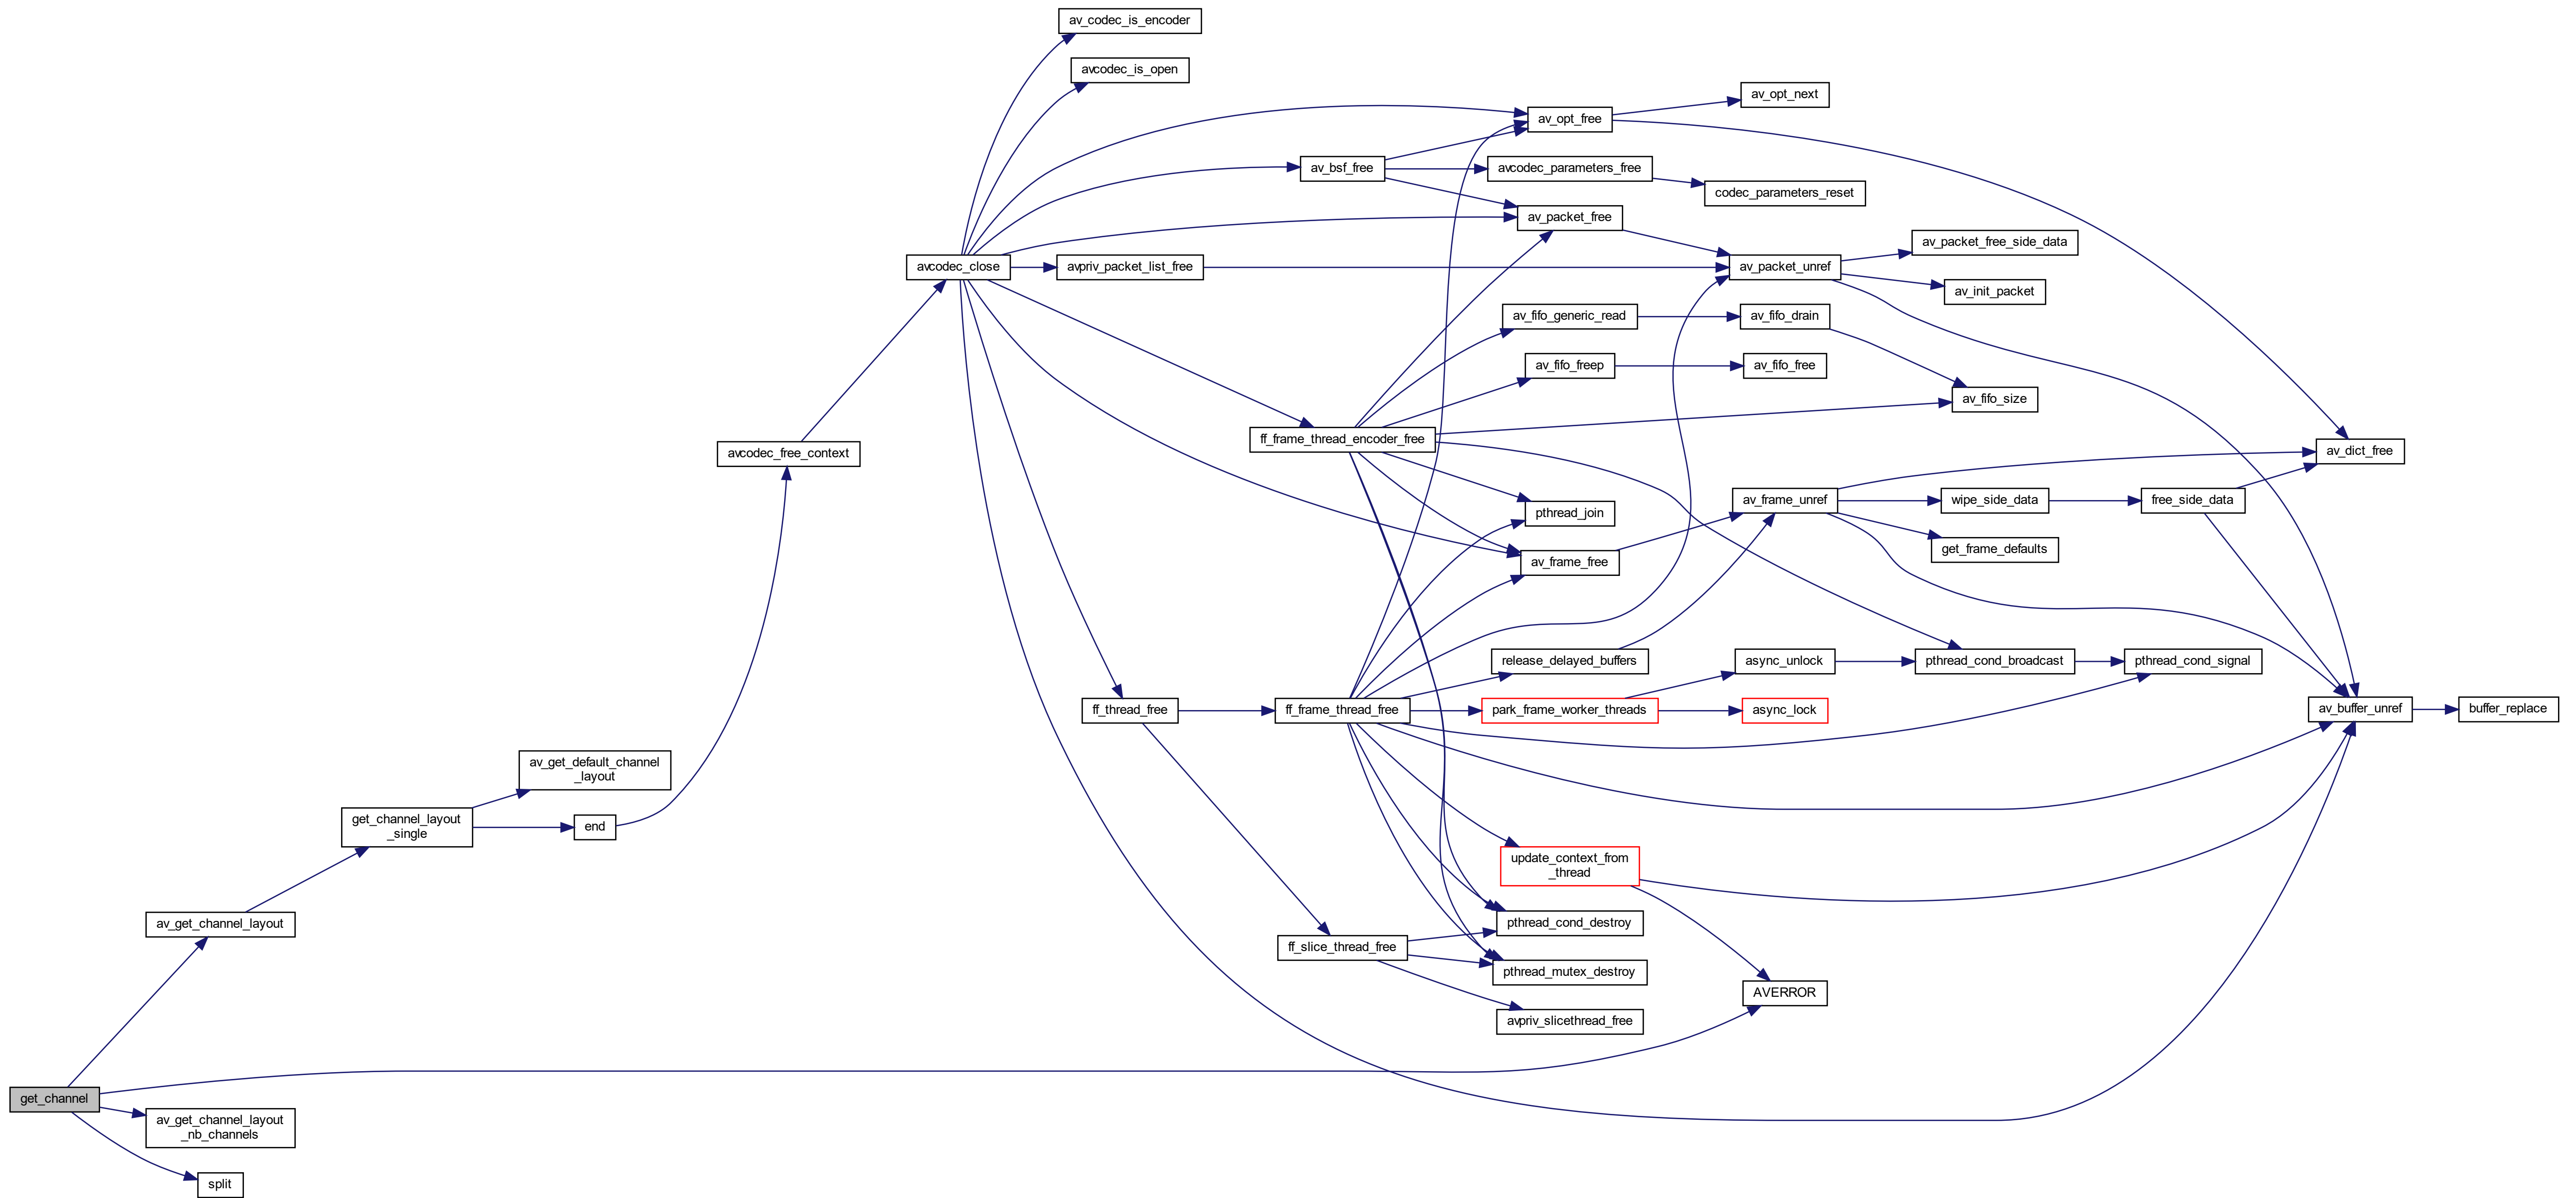 av_codec_is_encoder
avcodec_is_open
av_opt_next
av_opt_free
av_bsf_free
avcodec_parameters_free
codec_parameters_reset
av_packet_free
av_packet_free_side_data
avcodec_close
avpriv_packet_list_free
av_packet_unref
av_init_packet
av_fifo_generic_read
av_fifo_drain
av_fifo_freep
av_fifo_free
av_fifo_size
ff_frame_thread_encoder_free
avcodec_free_context
av_dict_free
av_frame_unref
wipe_side_data
free_side_data
pthread_join
get_frame_defaults
av_frame_free
release_delayed_buffers
async_unlock
pthread_cond_broadcast
pthread_cond_signal
ff_thread_free
ff_frame_thread_free
park_frame_worker_threads
async_lock
av_buffer_unref
buffer_replace
av_get_default_channel
_layout
get_channel_layout
_single
end
update_context_from
_thread
av_get_channel_layout
pthread_cond_destroy
ff_slice_thread_free
pthread_mutex_destroy
AVERROR
avpriv_slicethread_free
get_channel
av_get_channel_layout
_nb_channels
split